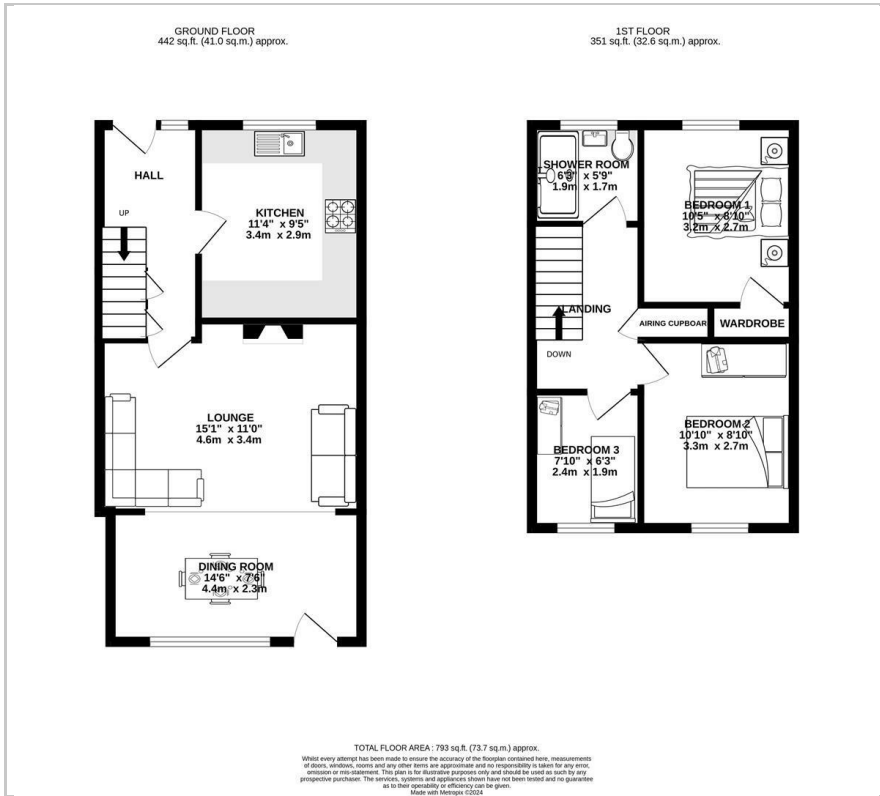 GROUND FLOOR
442 sq.ft. (41.0 sq.m.) approx.
1ST FLOOR
351 sq.ft. (32.6 sq.m.) approx.
HALL
UP
KITCHEN
11'4" x 9'5"
3.4m x 2.9m
LOUNGE
15'1" x 11'0"
4.6m x 3.4m
DINING ROOM
14'6" x 7'6"
4.4m x 2.3m
SHOWER ROOM
6'3" x 5'9"
1.9m x 1.7m
BEDROOM 1
10'5" x 8'10"
3.2m x 2.7m
LANDING
DOWN
AIRING CUPBOARD
WARDROBE
BEDROOM 2
10'10" x 8'10"
3.3m x 2.7m
BEDROOM 3
7'10" x 6'3"
2.4m x 1.9m
TOTAL FLOOR AREA : 793 sq.ft. (73.7 sq.m.) approx.
Whilst every attempt has been made to ensure the accuracy of the floorplan contained here, measurements
of doors, windows, rooms and any other items are approximate and no responsibility is taken for any error,
omission or mis-statement. This plan is for illustrative purposes only and should be used as such by any
prospective purchaser. The services, systems and appliances shown have not been tested and no guarantee
as to their operability or efficiency can be given.
Made with Metropix ©2024